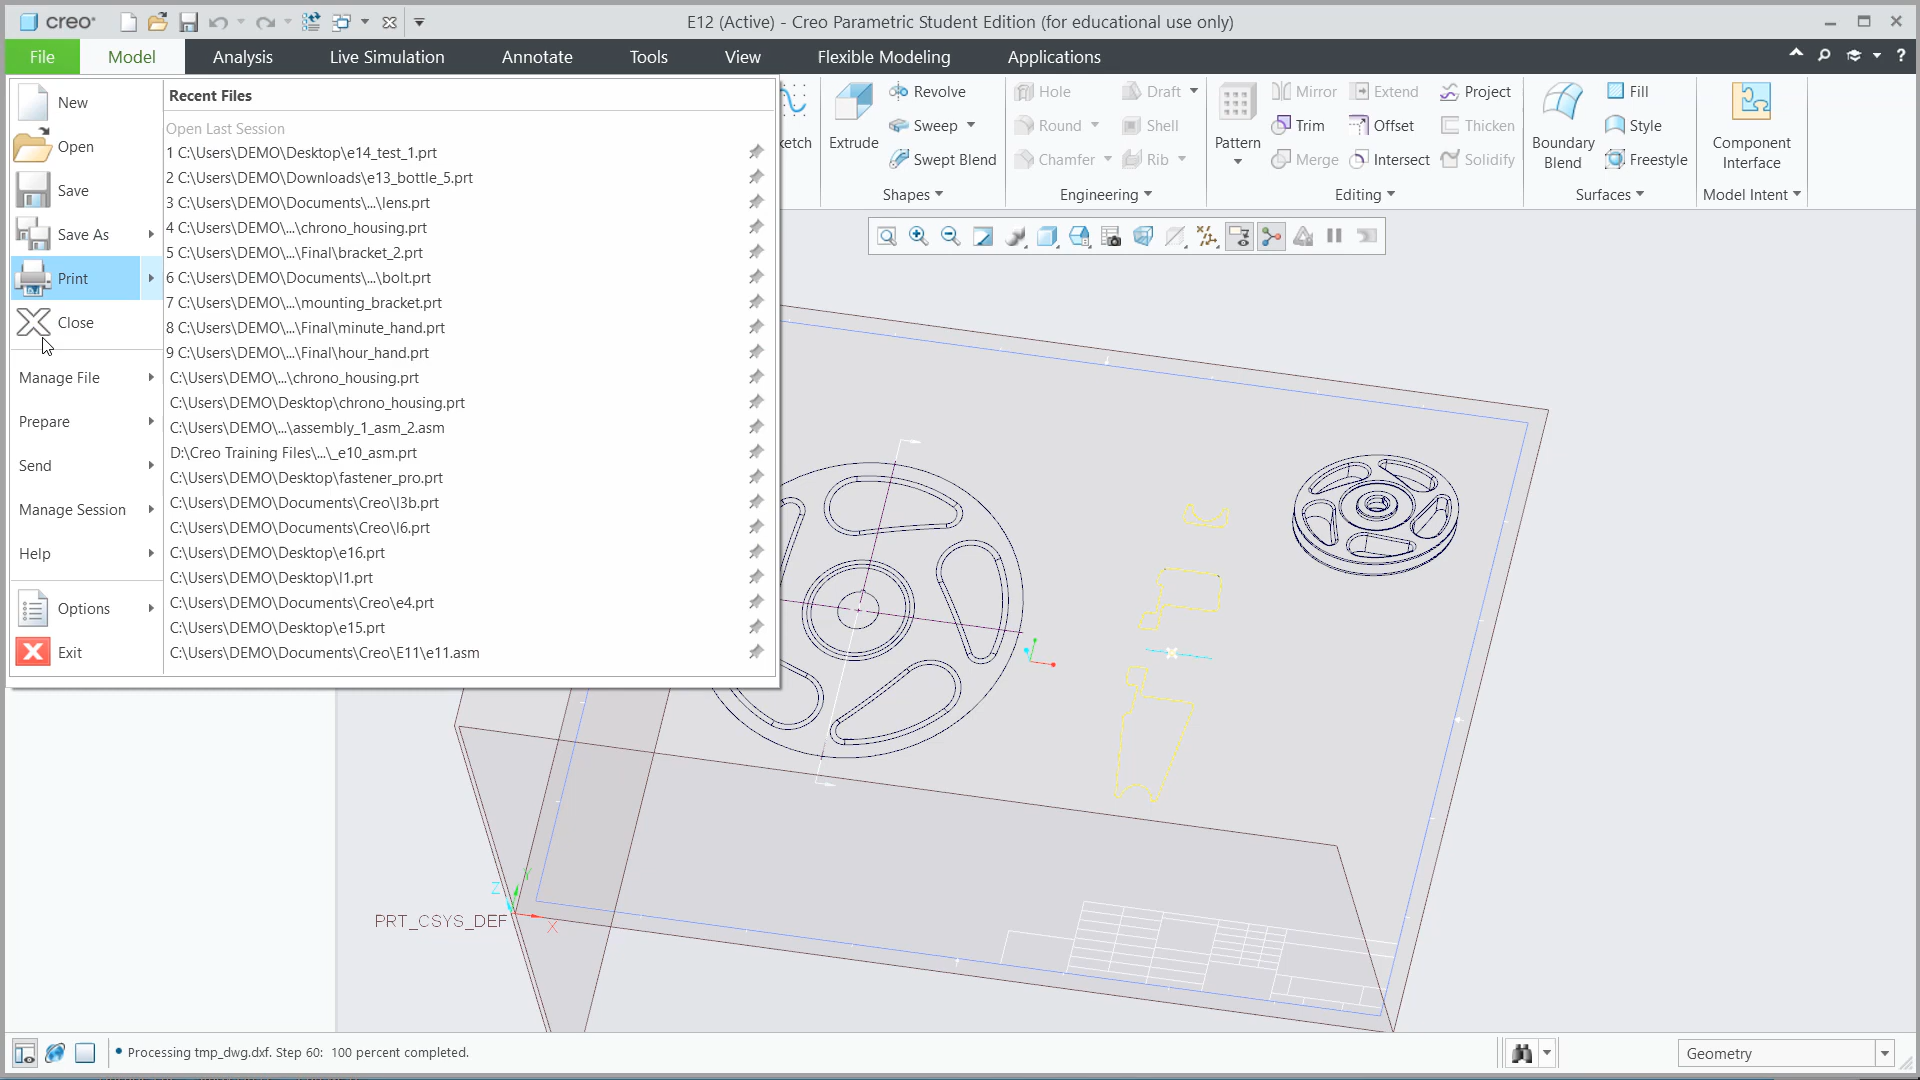 creo
E12 (Active) - Creo Parametric Student Edition (for educational use only)
File
Model
Analysis
Live Simulation
Annotate
Tools
View
Flexible Modeling
Applications
New
Open
Save
Save As
Print
Close
Manage File
Prepare
Send
Manage Session
Help
Options
Exit
Recent Files
Open Last Session
1 C:\Users\DEMO\Desktop\e14_test_1.prt
2 C:\Users\DEMO\Downloads\e13_bottle_5.prt
3 C:\Users\DEMO\Documents\...\lens.prt
4 C:\Users\DEMO\...\chrono_housing.prt
5 C:\Users\DEMO\...\Final\bracket_2.prt
6 C:\Users\DEMO\Documents\...\bolt.prt
7 C:\Users\DEMO\...\mounting_bracket.prt
8 C:\Users\DEMO\...\Final\minute_hand.prt
9 C:\Users\DEMO\...\Final\hour_hand.prt
C:\Users\DEMO\...\chrono_housing.prt
C:\Users\DEMO\Desktop\chrono_housing.prt
C:\Users\DEMO\...\assembly_1_asm_2.asm
D:\Creo Training Files\...\_e10_asm.prt
C:\Users\DEMO\Desktop\fastener_pro.prt
C:\Users\DEMO\Documents\Creo\l3b.prt
C:\Users\DEMO\Documents\Creo\l6.prt
C:\Users\DEMO\Desktop\e16.prt
C:\Users\DEMO\Desktop\l1.prt
C:\Users\DEMO\Documents\Creo\e4.prt
C:\Users\DEMO\Desktop\e15.prt
C:\Users\DEMO\Documents\Creo\E11\e11.asm
etch
Extrude
Revolve
Sweep
Swept Blend
Shapes
Hole
Draft
Round
Shell
Chamfer
Rib
Engineering
Pattern
Mirror
Extend
Project
Trim
Offset
Thicken
Merge
Intersect
Solidify
Editing
Boundary
Blend
Fill
Style
Freestyle
Surfaces
Component
Interface
Model Intent
PRT_CSYS_DEF
Z
Y
X
Processing tmp_dwg.dxf. Step 60: 100 percent completed.
Geometry